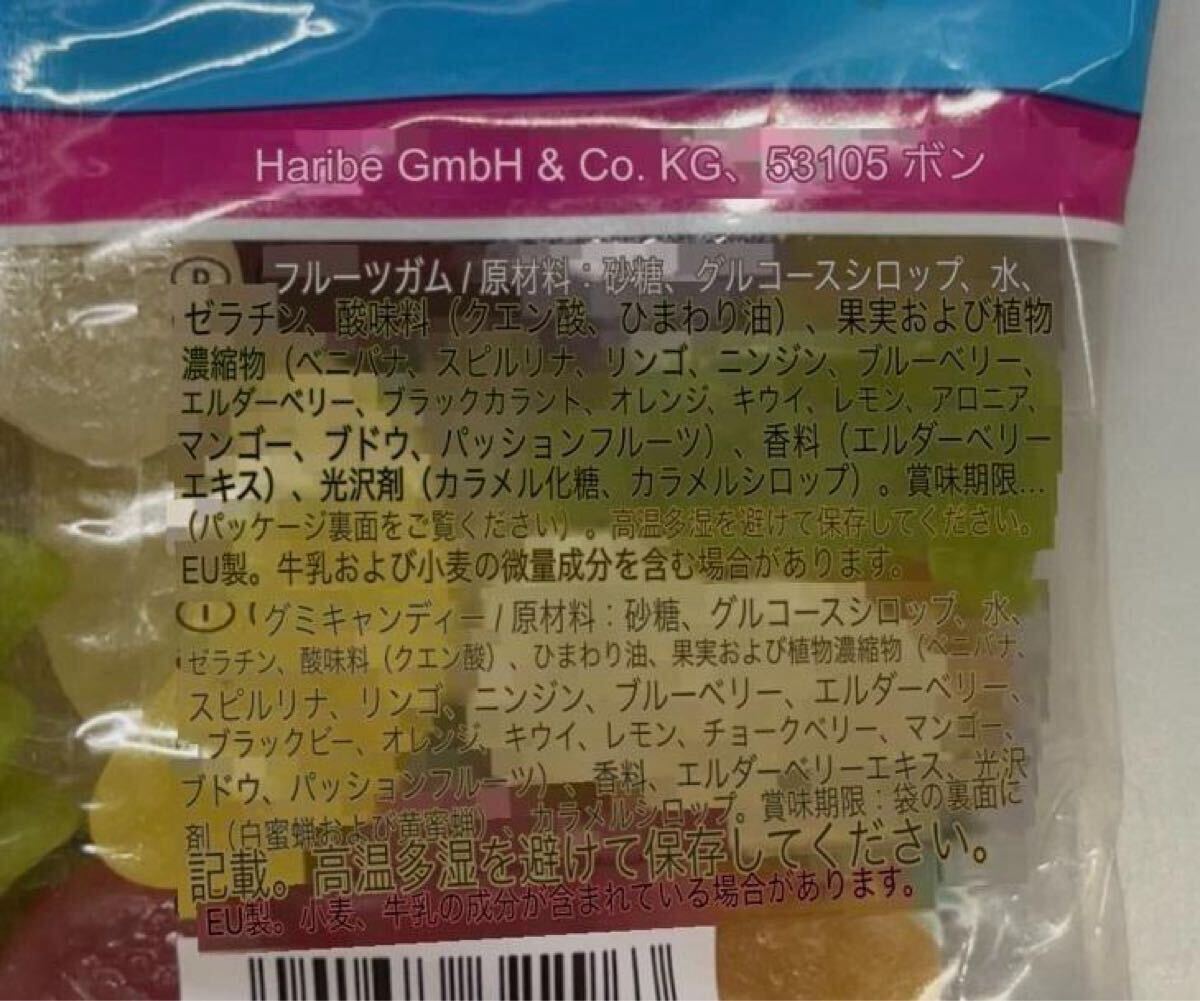 Haribê GmbH & Co. KG、53105 ボン
D フルーツガム / 原材料：砂糖、グルコースシロップ、水、
ゼラチン、酸味料（クエン酸、ひまわり油）、果実および植物
濃縮物（ベニバナ、スピルリナ、リンゴ、ニンジン、ブルーベリー、
エルダーベリー、ブラックカラント、オレンジ、キウイ、レモン、アロニア、
マンゴー、ブドウ、パッションフルーツ）、香料（エルダーベリー
エキス）、光沢剤（カラメル化糖、カラメルシロップ）。賞味期限...
（パッケージ裏面をご覧ください）。高温多湿を避けて保存してください。
EU製。牛乳および小麦の微量成分を含む場合があります。
I （グミキャンディー / 原材料：砂糖、グルコースシロップ、水、
ゼラチン、酸味料（クエン酸）、ひまわり油、果実および植物濃縮物（ベニバナ、
スピルリナ、リンゴ、ニンジン、ブルーベリー、エルダーベリー、
ブラックビー、オレンジ、キウイ、レモン、チョークベリー、マンゴー、
ブドウ、パッションフルーツ）、香料、エルダーベリーエキス、光沢
剤（白蜜蝋および黄蜜蝋）、カラメルシロップ。賞味期限：袋の裏面に
記載。高温多湿を避けて保存してください。
EU製。小麦、牛乳の成分が含まれている場合があります。